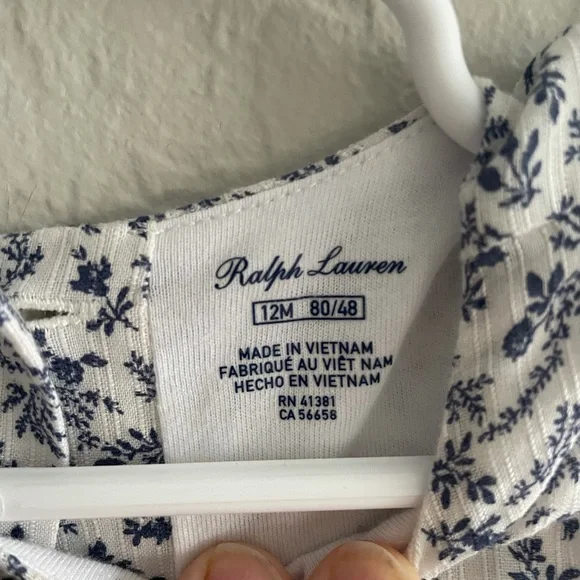 Ralph Lauren
12M 80/48
MADE IN VIETNAM
FABRIQUÉ AU VIÊT NAM
HECHO EN VIETNAM
RN 41381
CA 56658